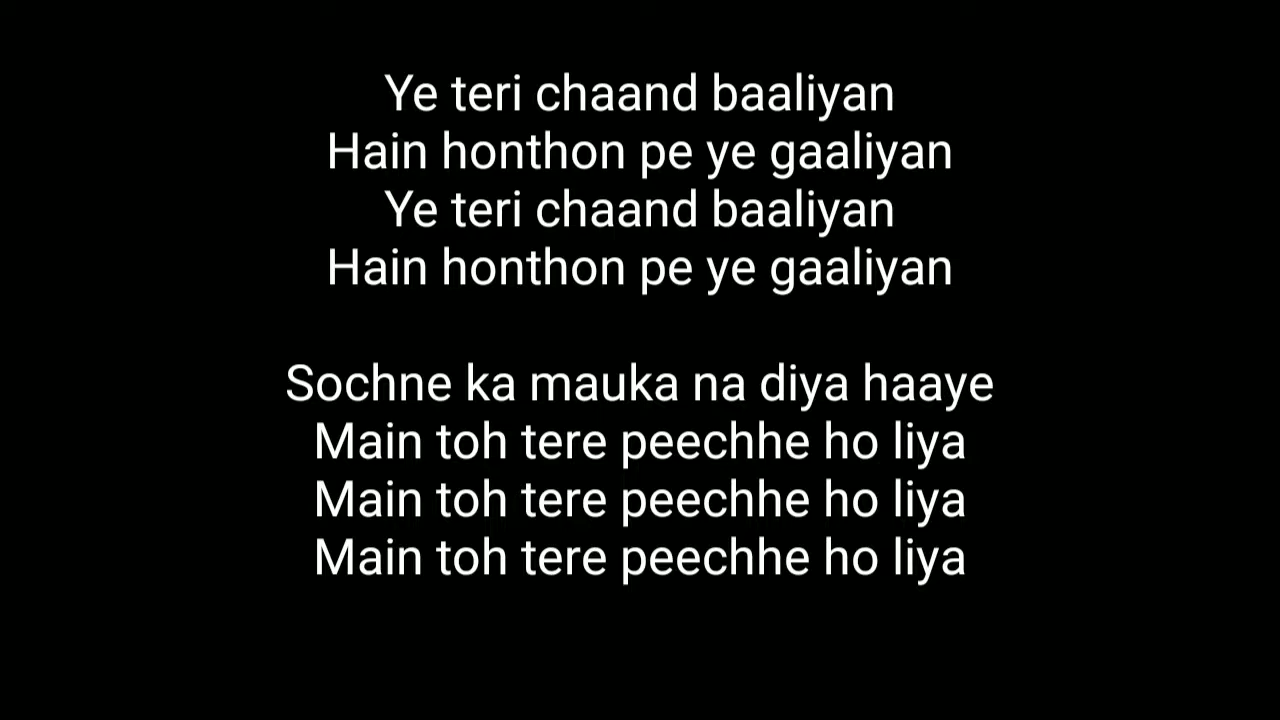 Ye teri chaand baaliyan
Hain honthon pe ye gaaliyan
Ye teri chaand baaliyan
Hain honthon pe ye gaaliyan
Sochne ka mauka na diya haaye
Main toh tere peechhe ho liya
Main toh tere peechhe ho liya
Main toh tere peechhe ho liya